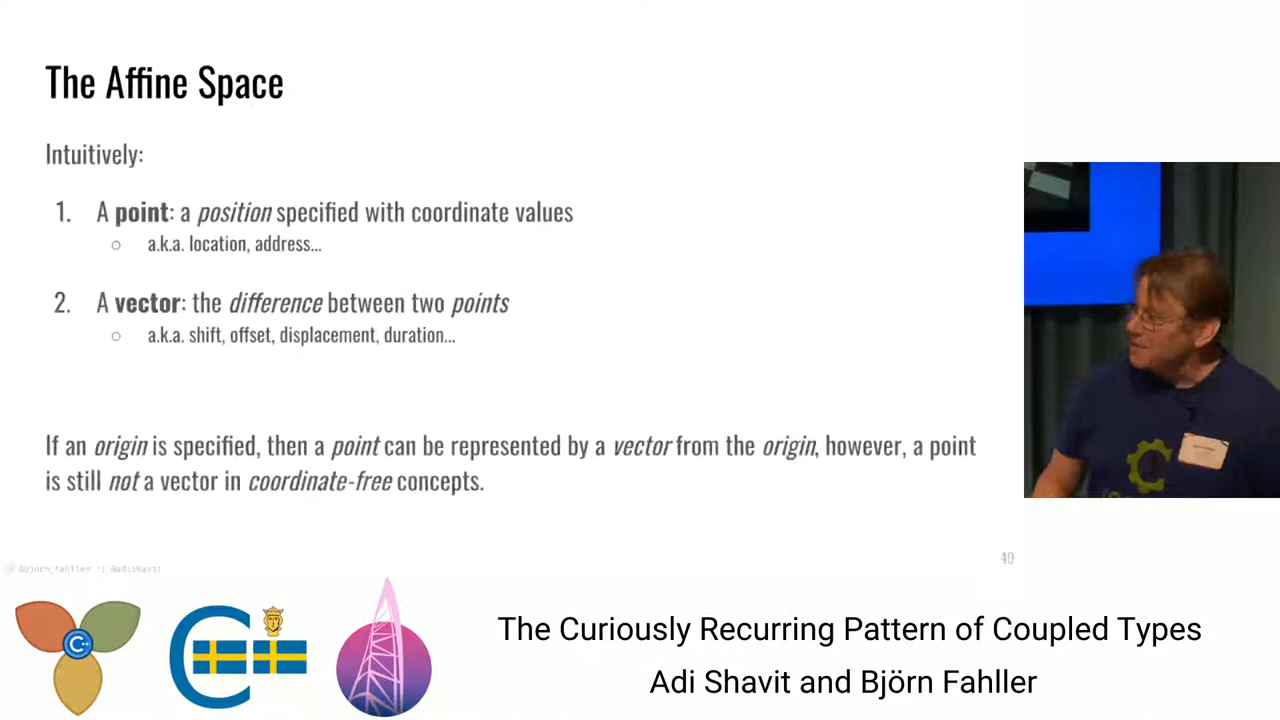 The Affine Space
Intuitively:
1. A point: a position specified with coordinate values
○ a.k.a. location, address...
2. A vector: the difference between two points
○ a.k.a. shift, offset, displacement, duration...
If an origin is specified, then a point can be represented by a vector from the origin, however, a point
is still not a vector in coordinate-free concepts.
40
@bjorn_fahller
@adishavit
The Curiously Recurring Pattern of Coupled Types
Adi Shavit and Björn Fahller